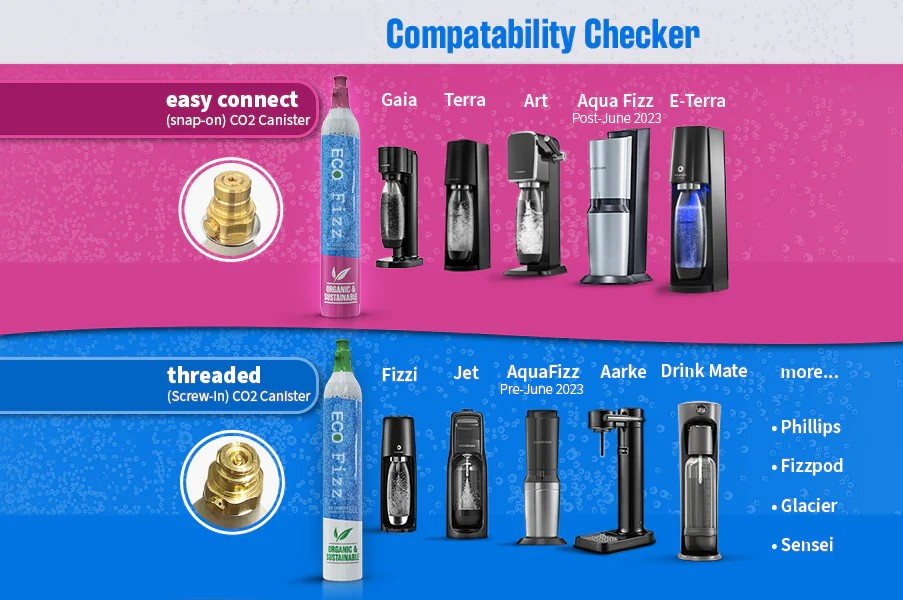 Compatability Checker
easy connect
(snap-on) CO2 Canister
Gaia
Terra
Art
Aqua Fizz
Post-June 2023
E-Terra
ECO Fizz
ORGANIC &
SUSTAINABLE
threaded
(Screw-in) CO2 Canister
Fizzi
Jet
AquaFizz
Pre-June 2023
Aarke
Drink Mate
more...
• Phillips
• Fizzpod
• Glacier
• Sensei
ECO Fizz
ORGANIC &
SUSTAINABLE